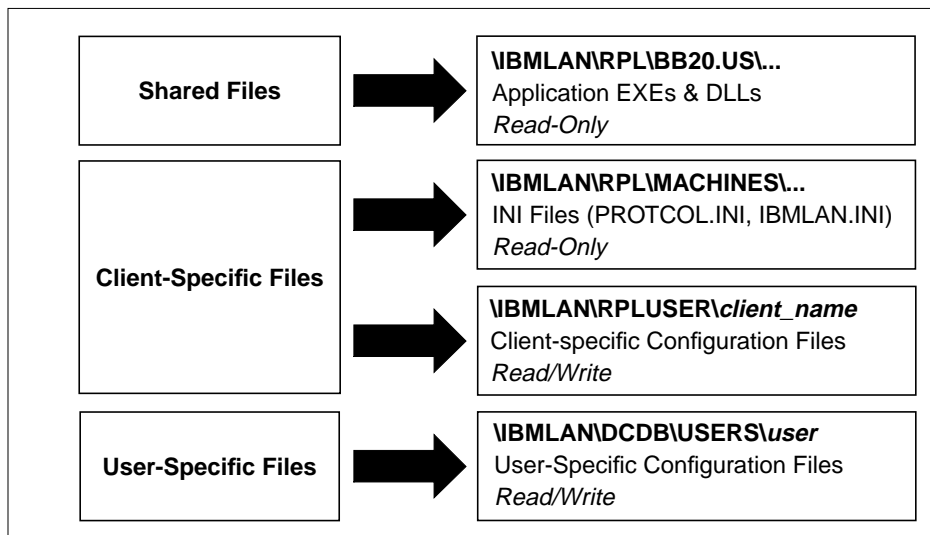 Shared Files
\IBMLAN\RPL\BB20.US\...
Application EXEs & DLLs
Read-Only
Client-Specific Files
\IBMLAN\RPL\MACHINES\...
INI Files (PROTCOL.INI, IBMLAN.INI)
Read-Only
\IBMLAN\RPLUSER\client_name
Client-specific Configuration Files
Read/Write
User-Specific Files
\IBMLAN\DCDB\USERS\user
User-Specific Configuration Files
Read/Write